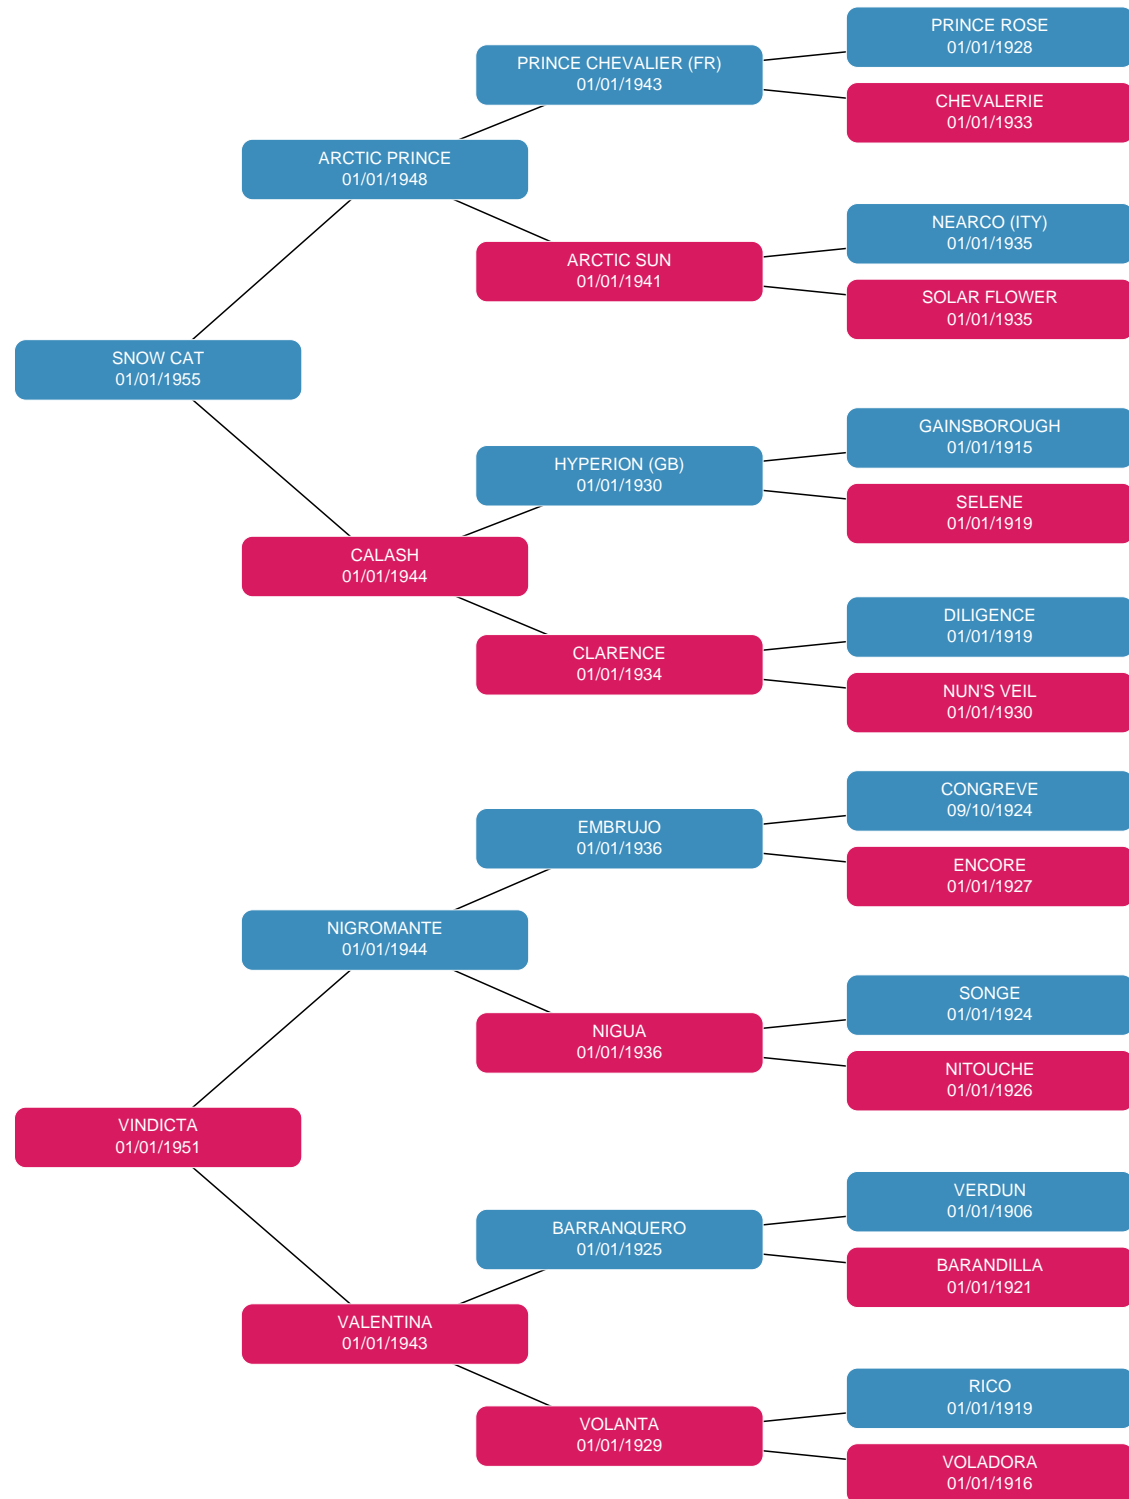 PRINCE ROSE
01/01/1928
PRINCE CHEVALIER (FR)
01/01/1943
CHEVALERIE
01/01/1933
ARCTIC PRINCE
01/01/1948
NEARCO (ITY)
01/01/1935
ARCTIC SUN
01/01/1941
SOLAR FLOWER
01/01/1935
SNOW CAT
01/01/1955
GAINSBOROUGH
01/01/1915
HYPERION (GB)
01/01/1930
SELENE
01/01/1919
CALASH
01/01/1944
DILIGENCE
01/01/1919
CLARENCE
01/01/1934
NUN'S VEIL
01/01/1930
CONGREVE
09/10/1924
EMBRUJO
01/01/1936
ENCORE
01/01/1927
NIGROMANTE
01/01/1944
SONGE
01/01/1924
NIGUA
01/01/1936
NITOUCHE
01/01/1926
VINDICTA
01/01/1951
VERDUN
01/01/1906
BARRANQUERO
01/01/1925
BARANDILLA
01/01/1921
VALENTINA
01/01/1943
RICO
01/01/1919
VOLANTA
01/01/1929
VOLADORA
01/01/1916